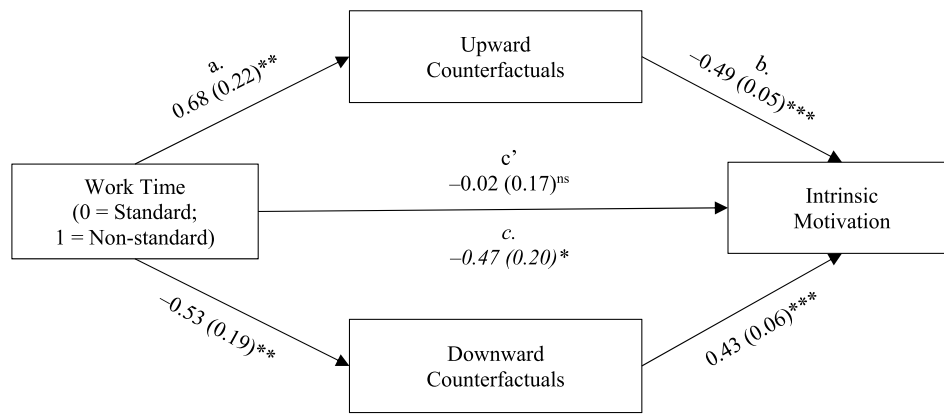 Upward
Counterfactuals
a.
0.68 (0.22)**
b.
−0.49 (0.05)***
Work Time
(0 = Standard;
1 = Non-standard)
c’
−0.02 (0.17)ns
c.
−0.47 (0.20)*
Intrinsic
Motivation
−0.53 (0.19)**
Downward
Counterfactuals
0.43 (0.06)***